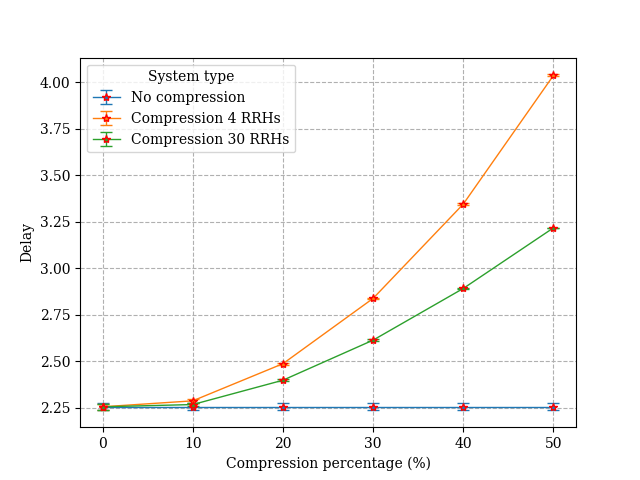 System type
No compression
Compression 4 RRHs
Compression 30 RRHs
4.00
3.75
3.50
3.25
3.00
2.75
2.50
2.25
Delay
0 10 20 30 40 50
Compression percentage (%)